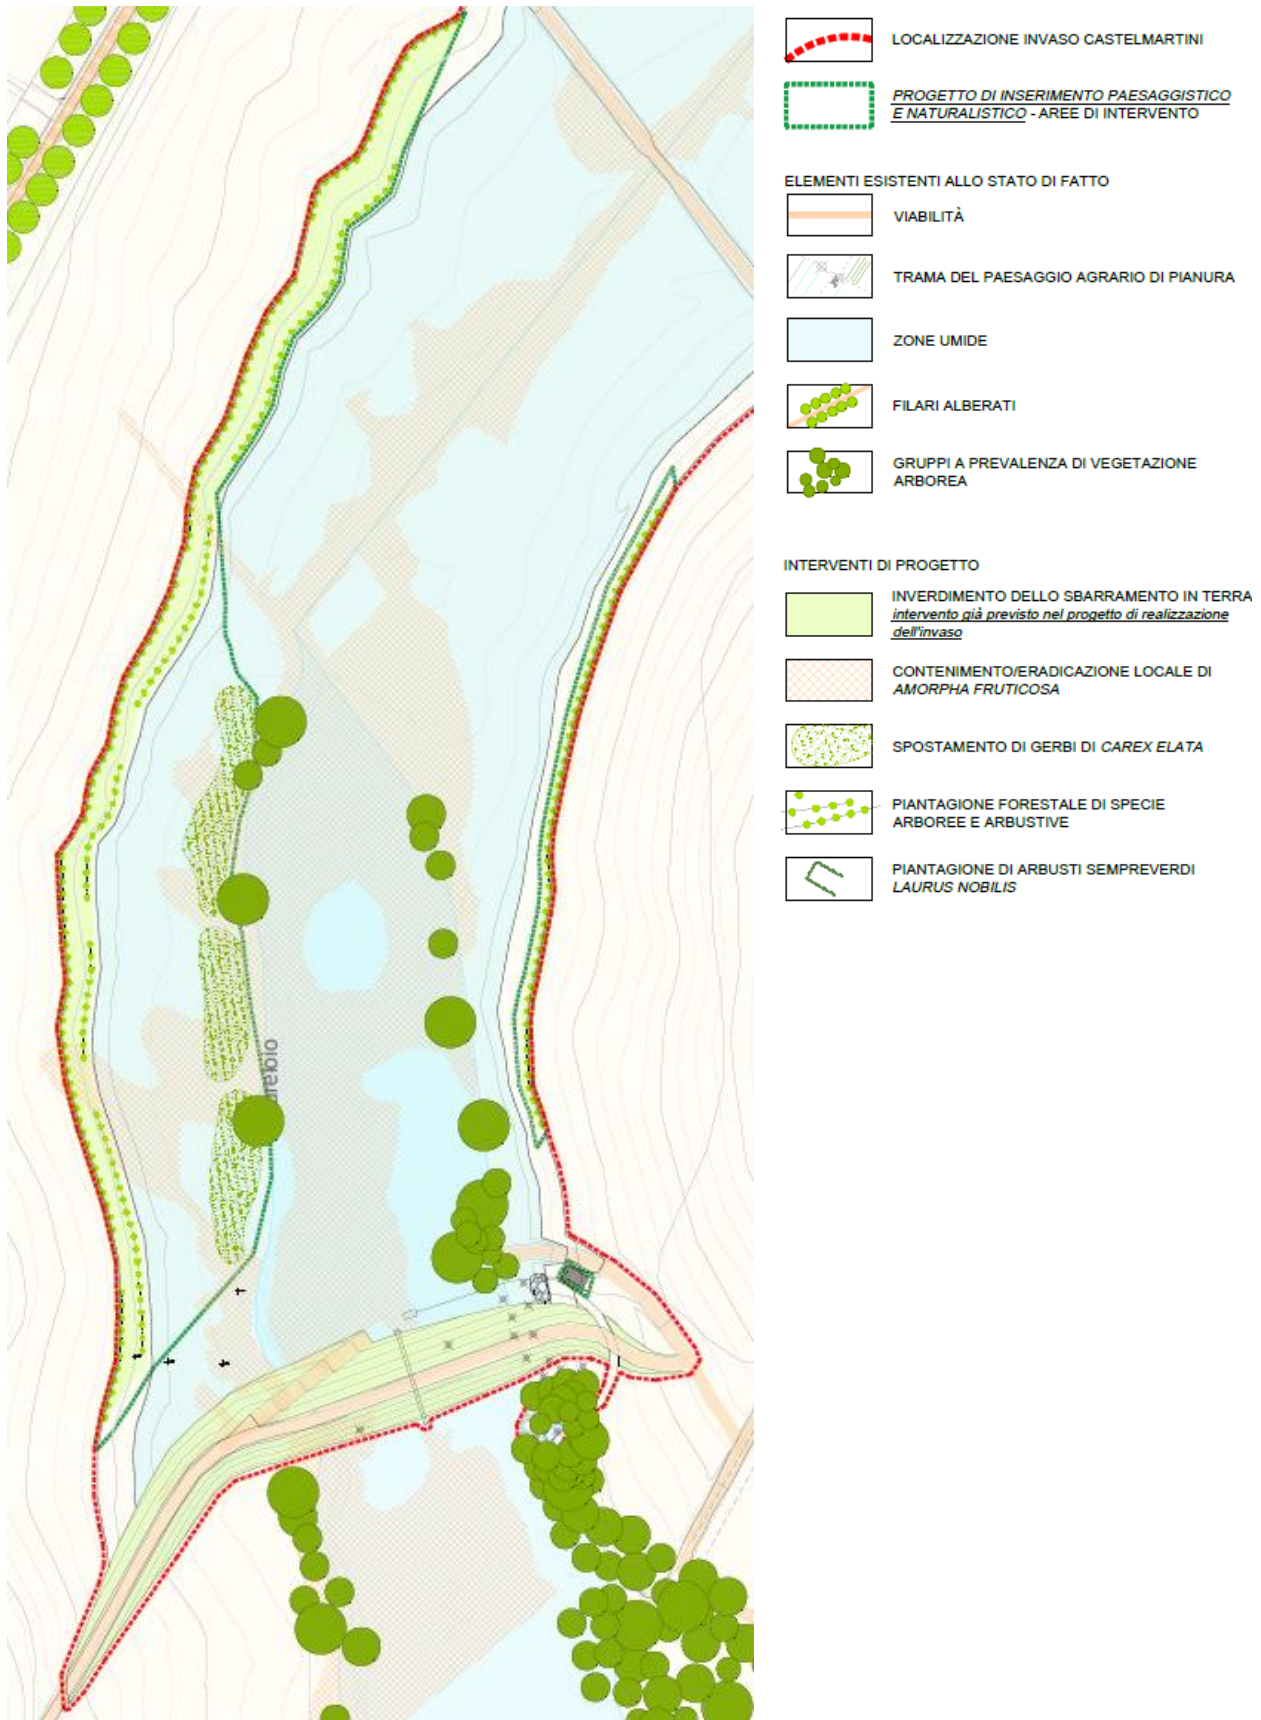 LOCALIZZAZIONE INVASO CASTELMARTINI
PROGETTO DI INSERIMENTO PAESAGGISTICO
E NATURALISTICO - AREE DI INTERVENTO
ELEMENTI ESISTENTI ALLO STATO DI FATTO
VIABILITÀ
TRAMA DEL PAESAGGIO AGRARIO DI PIANURA
ZONE UMIDE
FILARI ALBERATI
GRUPPI A PREVALENZA DI VEGETAZIONE
ARBOREA
INTERVENTI DI PROGETTO
INVERDIMENTO DELLO SBARRAMENTO IN TERRA
intervento già previsto nel progetto di realizzazione
dell'invaso
CONTENIMENTO/ERADICAZIONE LOCALE DI
AMORPHA FRUTICOSA
SPOSTAMENTO DI GERBI DI CAREX ELATA
PIANTAGIONE FORESTALE DI SPECIE
ARBOREE E ARBUSTIVE
PIANTAGIONE DI ARBUSTI SEMPREVERDI
LAURUS NOBILIS